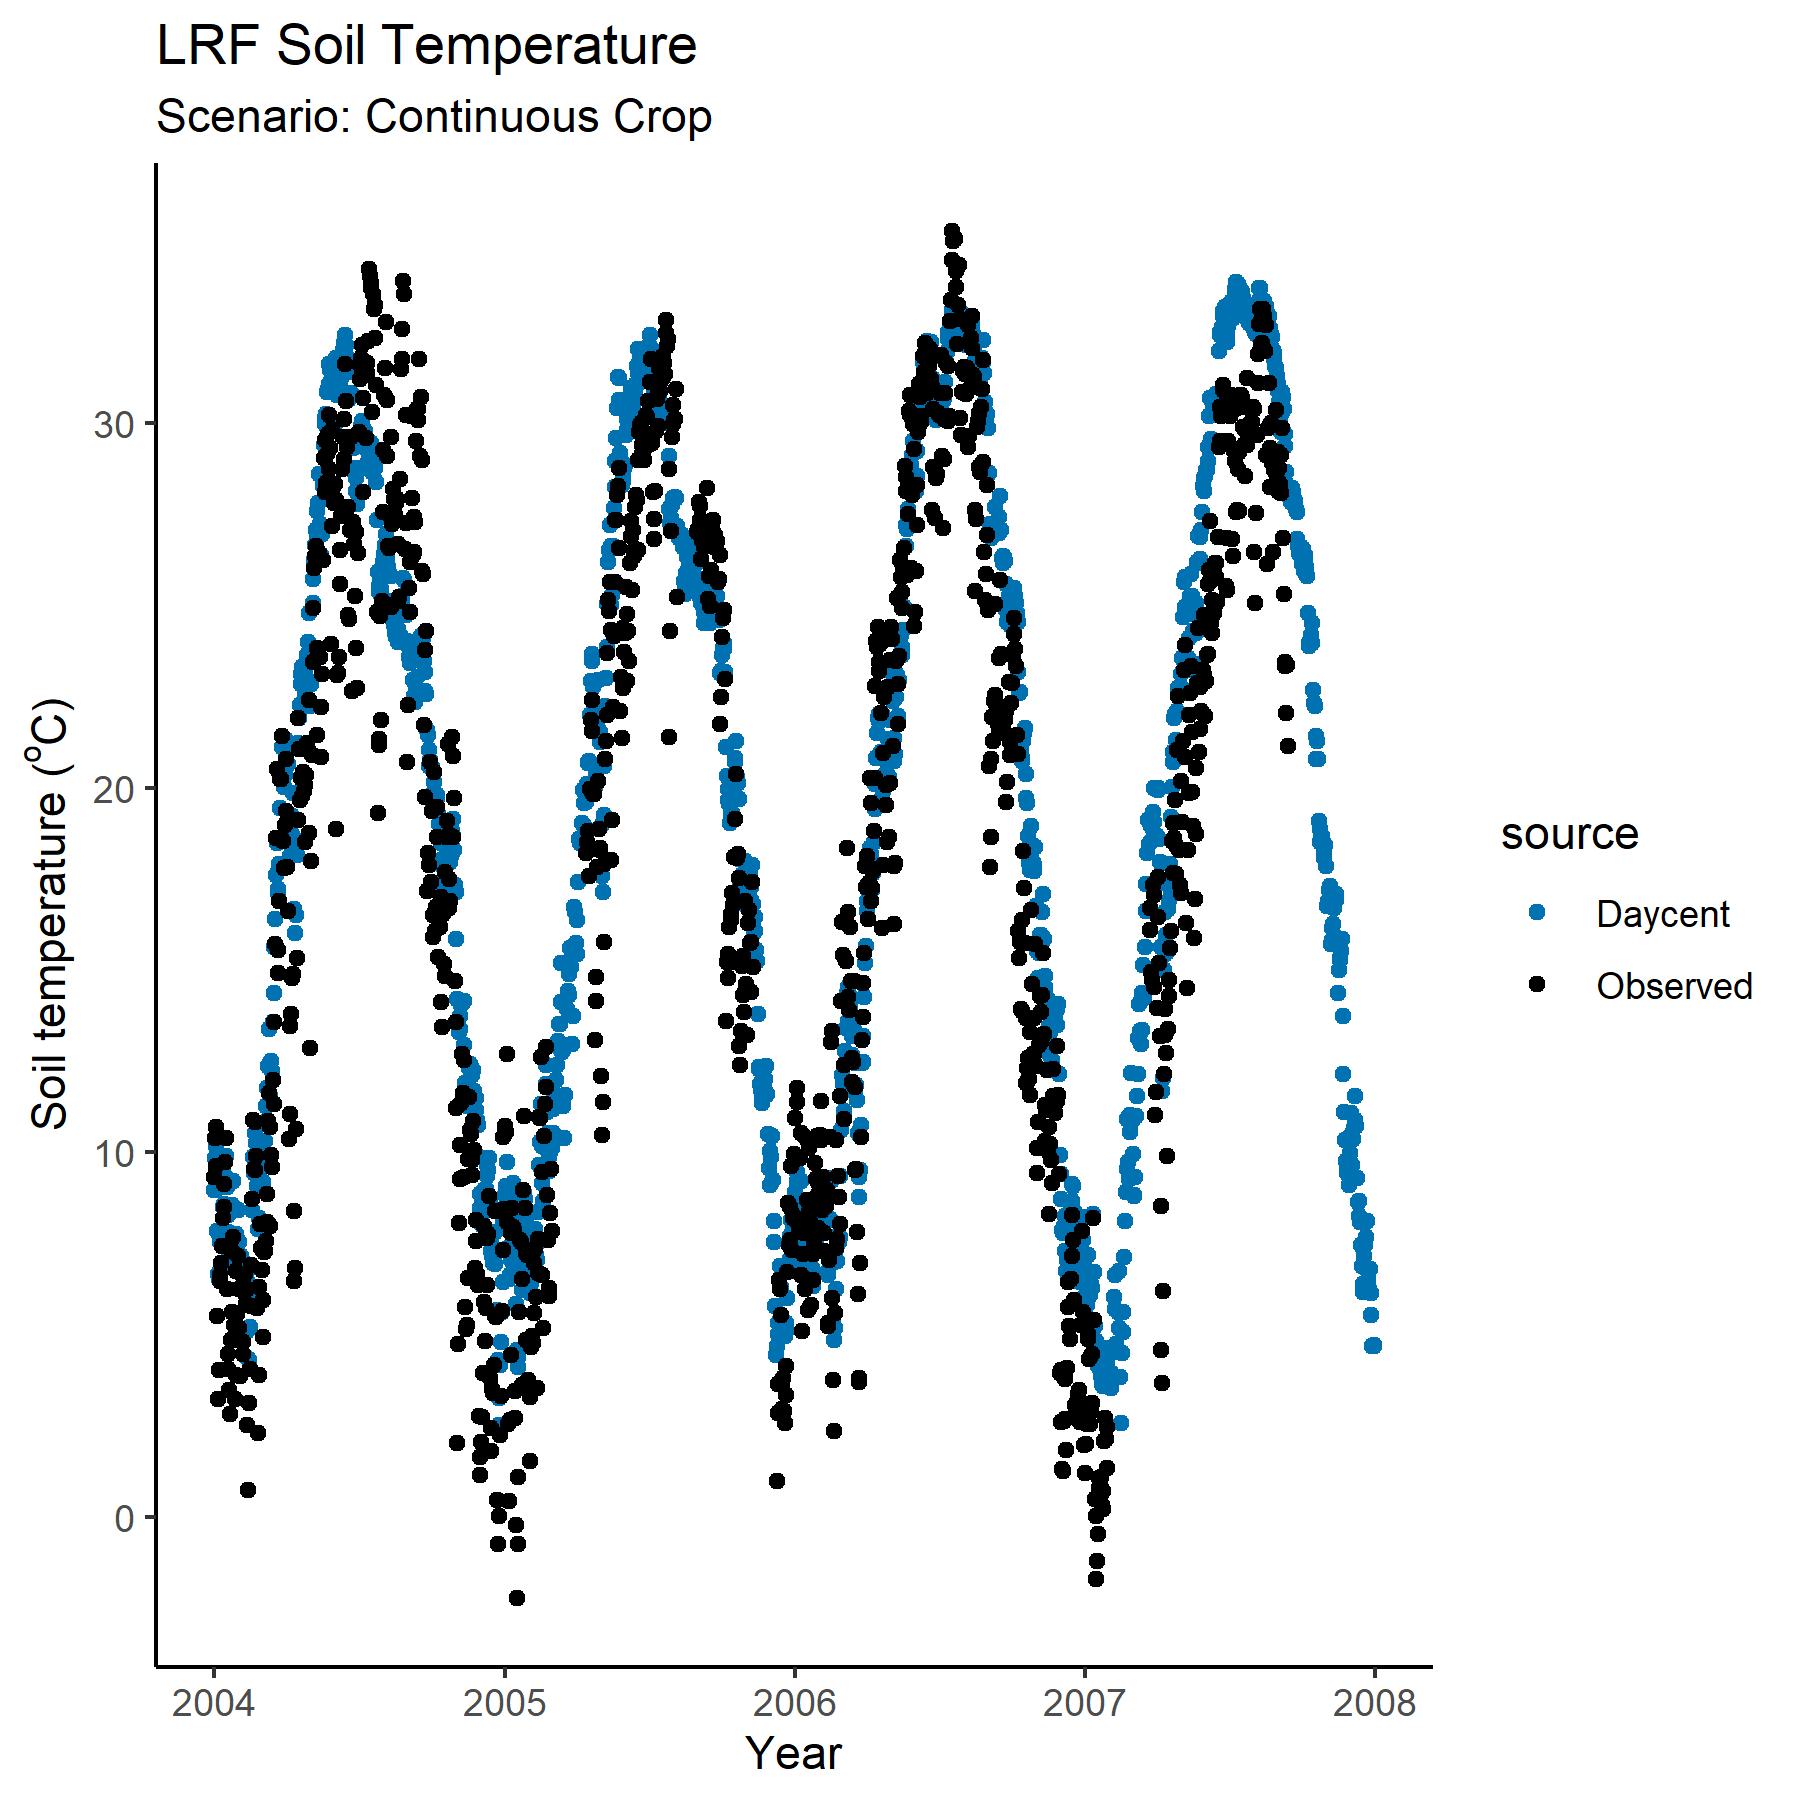 LRF Soil Temperature
Scenario: Continuous Crop
Soil temperature (°C)
30
20
10
0
2004 2005 2006 2007 2008
Year
source
Daycent
Observed